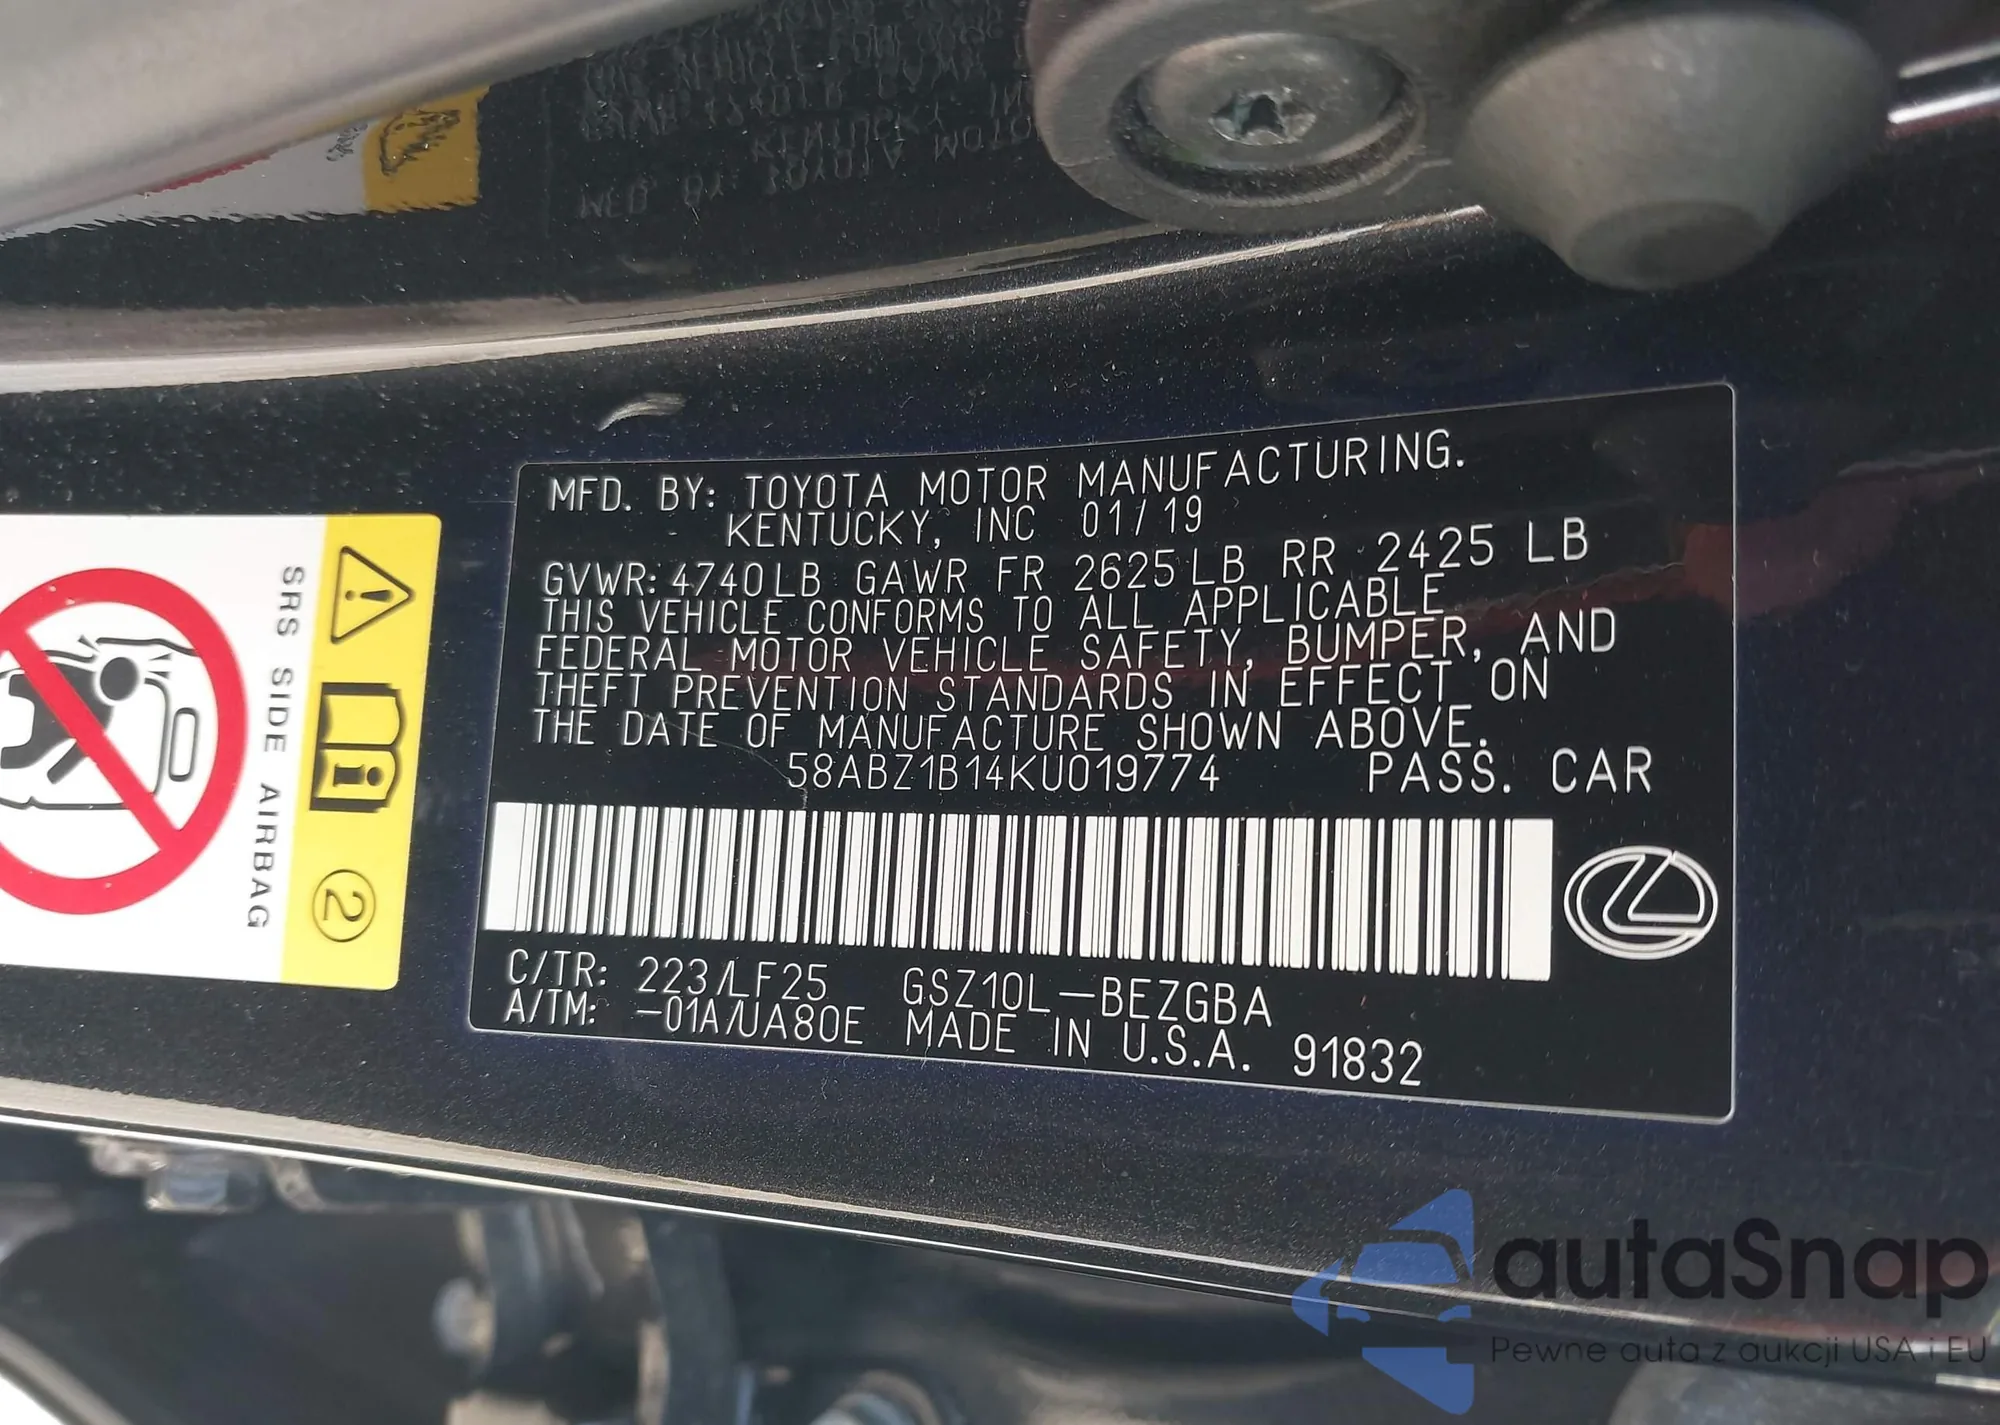 MFD. BY: TOYOTA MOTOR MANUFACTURING.
KENTUCKY, INC 01/19
GVWR: 4740LB GAWR FR 2625LB RR 2425 LB
THIS VEHICLE CONFORMS TO ALL APPLICABLE
FEDERAL MOTOR VEHICLE SAFETY, BUMPER, AND
THEFT PREVENTION STANDARDS IN EFFECT ON
THE DATE OF MANUFACTURE SHOWN ABOVE.
58ABZ1B14KU019774 PASS. CAR
C/TR: 223/LF25 GSZ10L-BEZGBA
A/TM: -01A/UA80E MADE IN U.S.A. 91832
SRS SIDE AIRBAG
2
autaSnap
Pewne auta z aukcji USA i EU